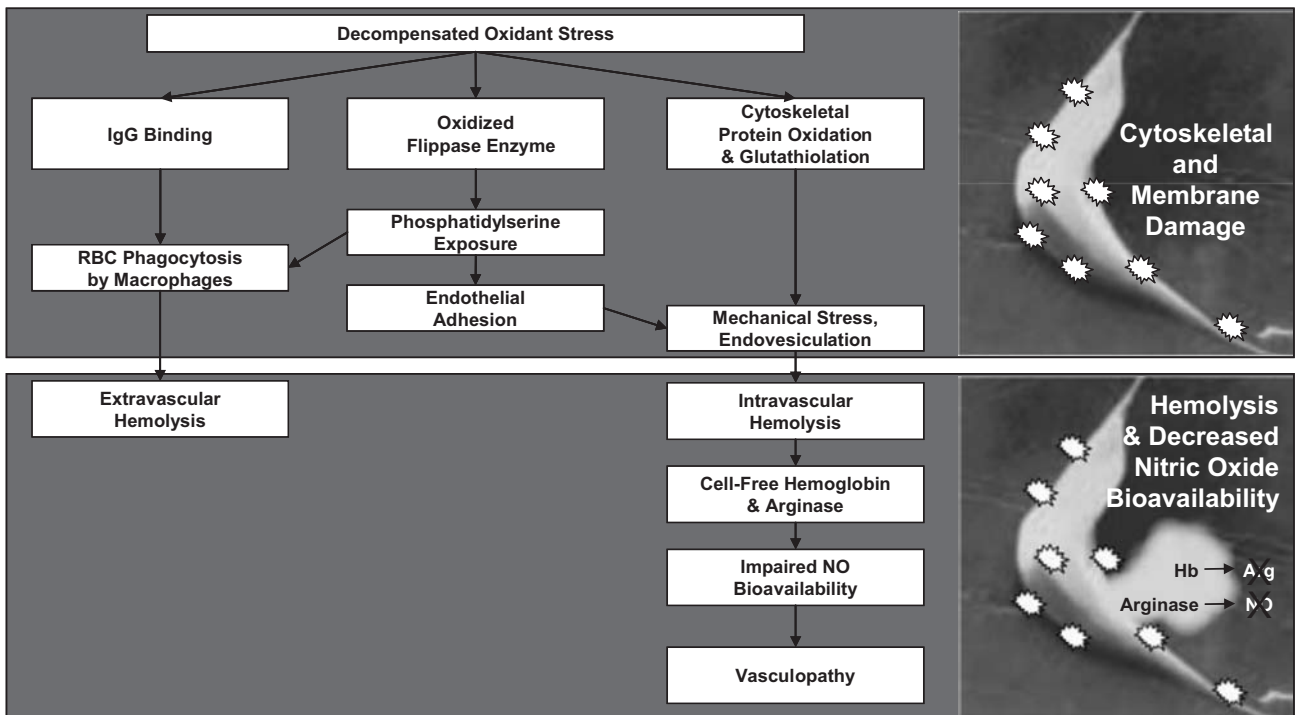 Decompensated Oxidant Stress
IgG Binding
Oxidized
Flippase Enzyme
Cytoskeletal
Protein Oxidation
& Glutathiolation
Phosphatidylserine
Exposure
RBC Phagocytosis
by Macrophages
Endothelial
Adhesion
Mechanical Stress,
Endovesiculation
Cytoskeletal
and
Membrane
Damage
Extravascular
Hemolysis
Intravascular
Hemolysis
Cell-Free Hemoglobin
& Arginase
Impaired NO
Bioavailability
Vasculopathy
Hemolysis
& Decreased
Nitric Oxide
Bioavailability
Hb Arg
Arginase NO